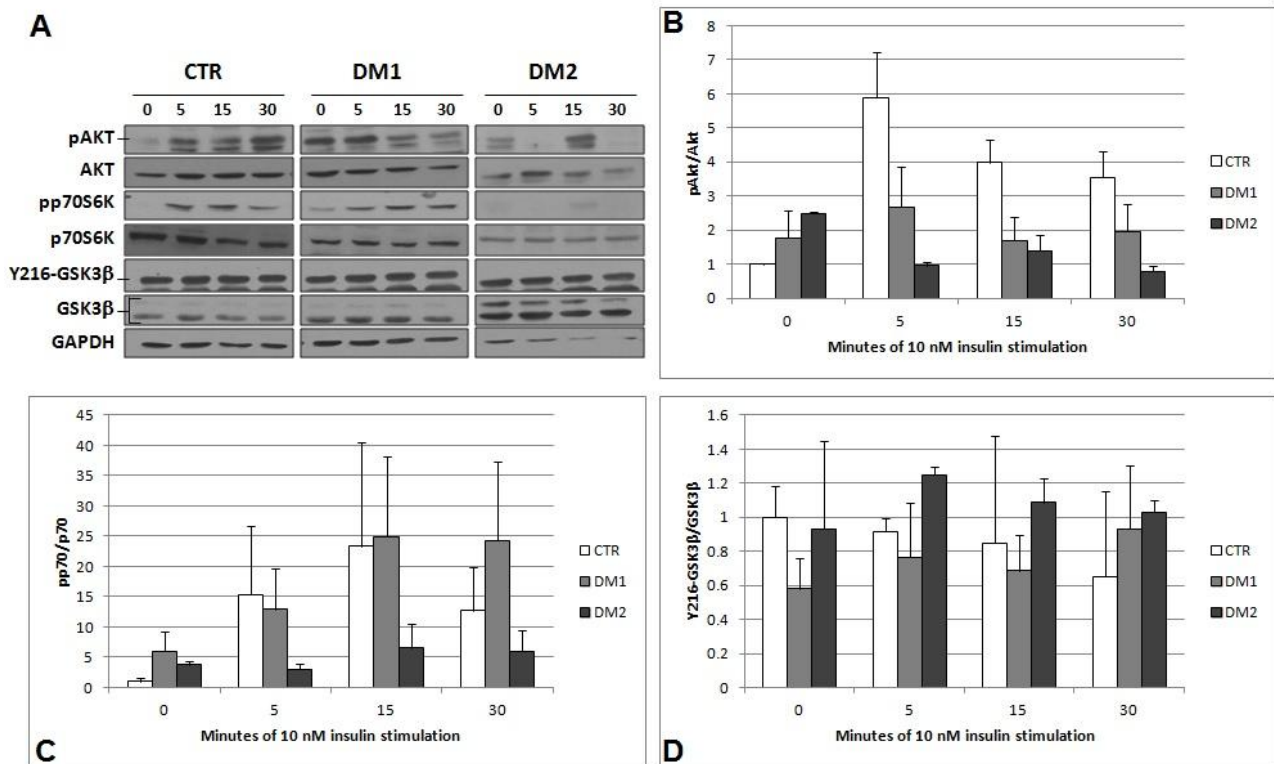 A
CTR DM1 DM2
0 5 15 30 0 5 15 30 0 5 15 30
pAKT
AKT
pp70S6K
p70S6K
Y216-GSK3β
GSK3β
GAPDH
B
pAkt/Akt
8
7
6
5
4
3
2
1
0
0 5 15 30
Minutes of 10 nM insulin stimulation
CTR
DM1
DM2
pp70/p70
45
40
35
30
25
20
15
10
5
0
0 5 15 30
Minutes of 10 nM insulin stimulation
CTR
DM1
DM2
C
Y216-GSK3β/GSK3β
1.6
1.4
1.2
1
0.8
0.6
0.4
0.2
0
0 5 15 30
Minutes of 10 nM insulin stimulation
CTR
DM1
DM2
D